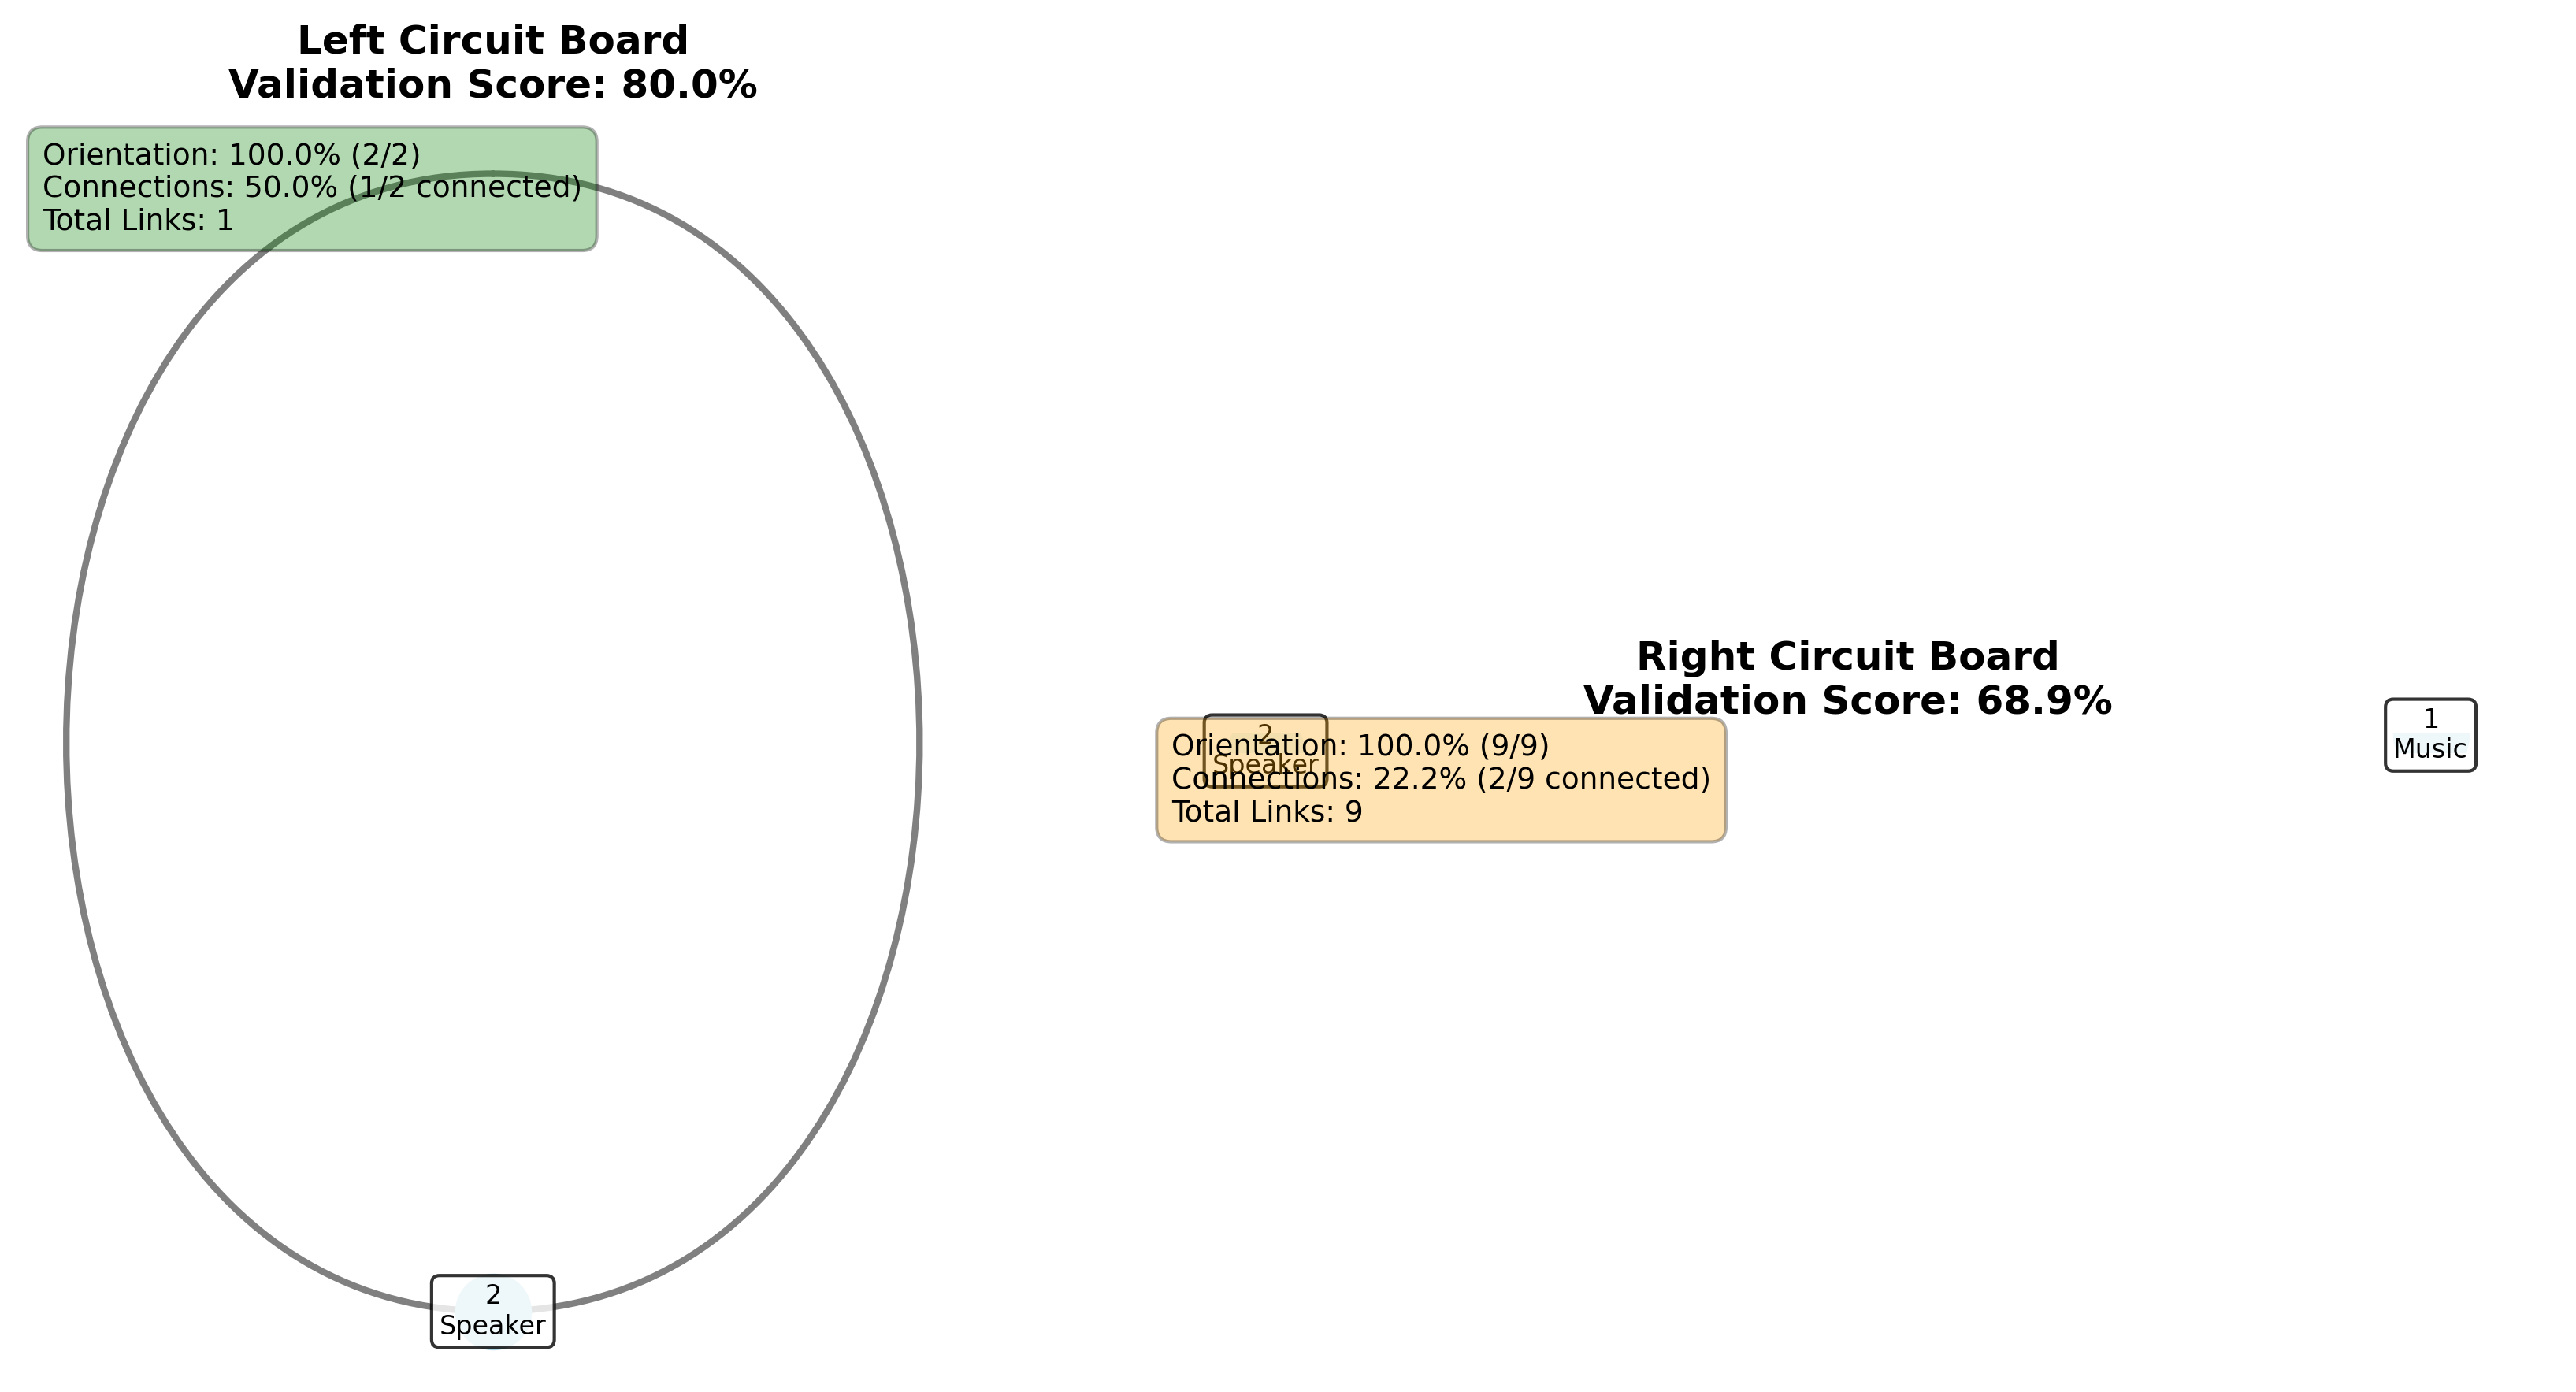 Left Circuit Board
Validation Score: 80.0%
Orientation: 100.0% (2/2)
Connections: 50.0% (1/2 connected)
Total Links: 1
2
Speaker
Right Circuit Board
Validation Score: 68.9%
2
Speaker
Orientation: 100.0% (9/9)
Connections: 22.2% (2/9 connected)
Total Links: 9
1
Music